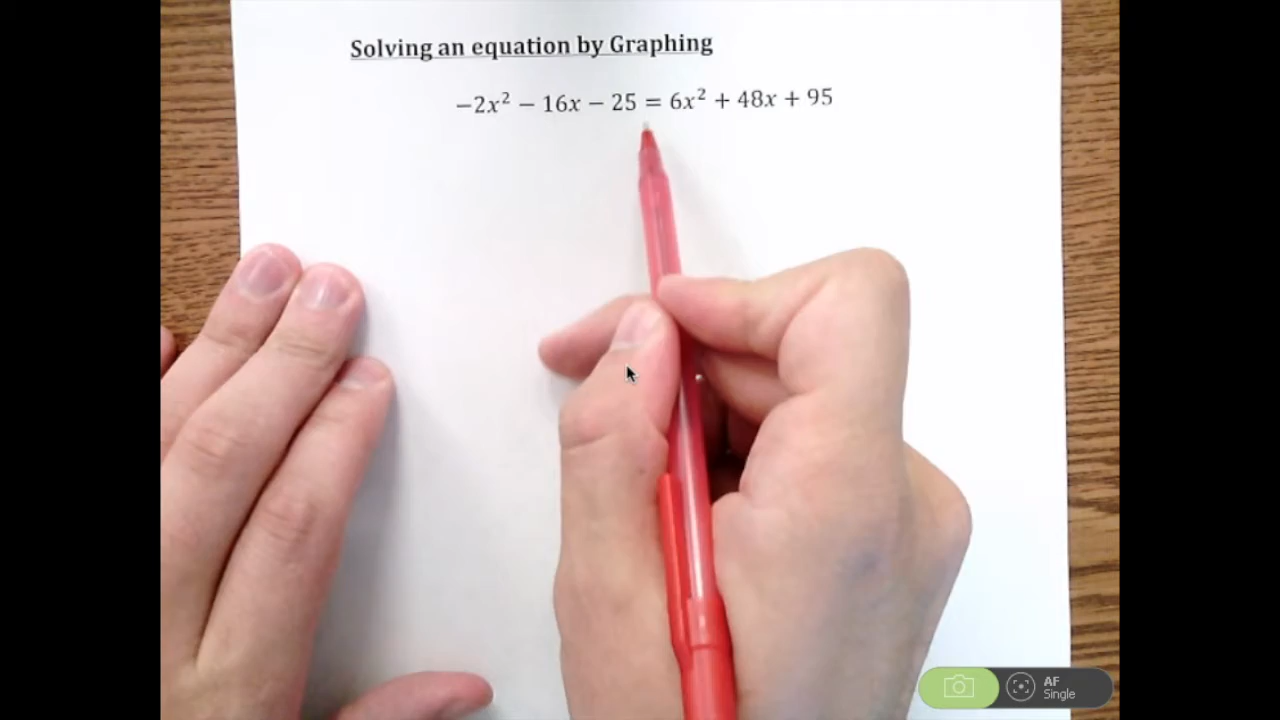 Solving an equation by Graphing
−2x² − 16x − 25 = 6x² + 48x + 95
AF
Single